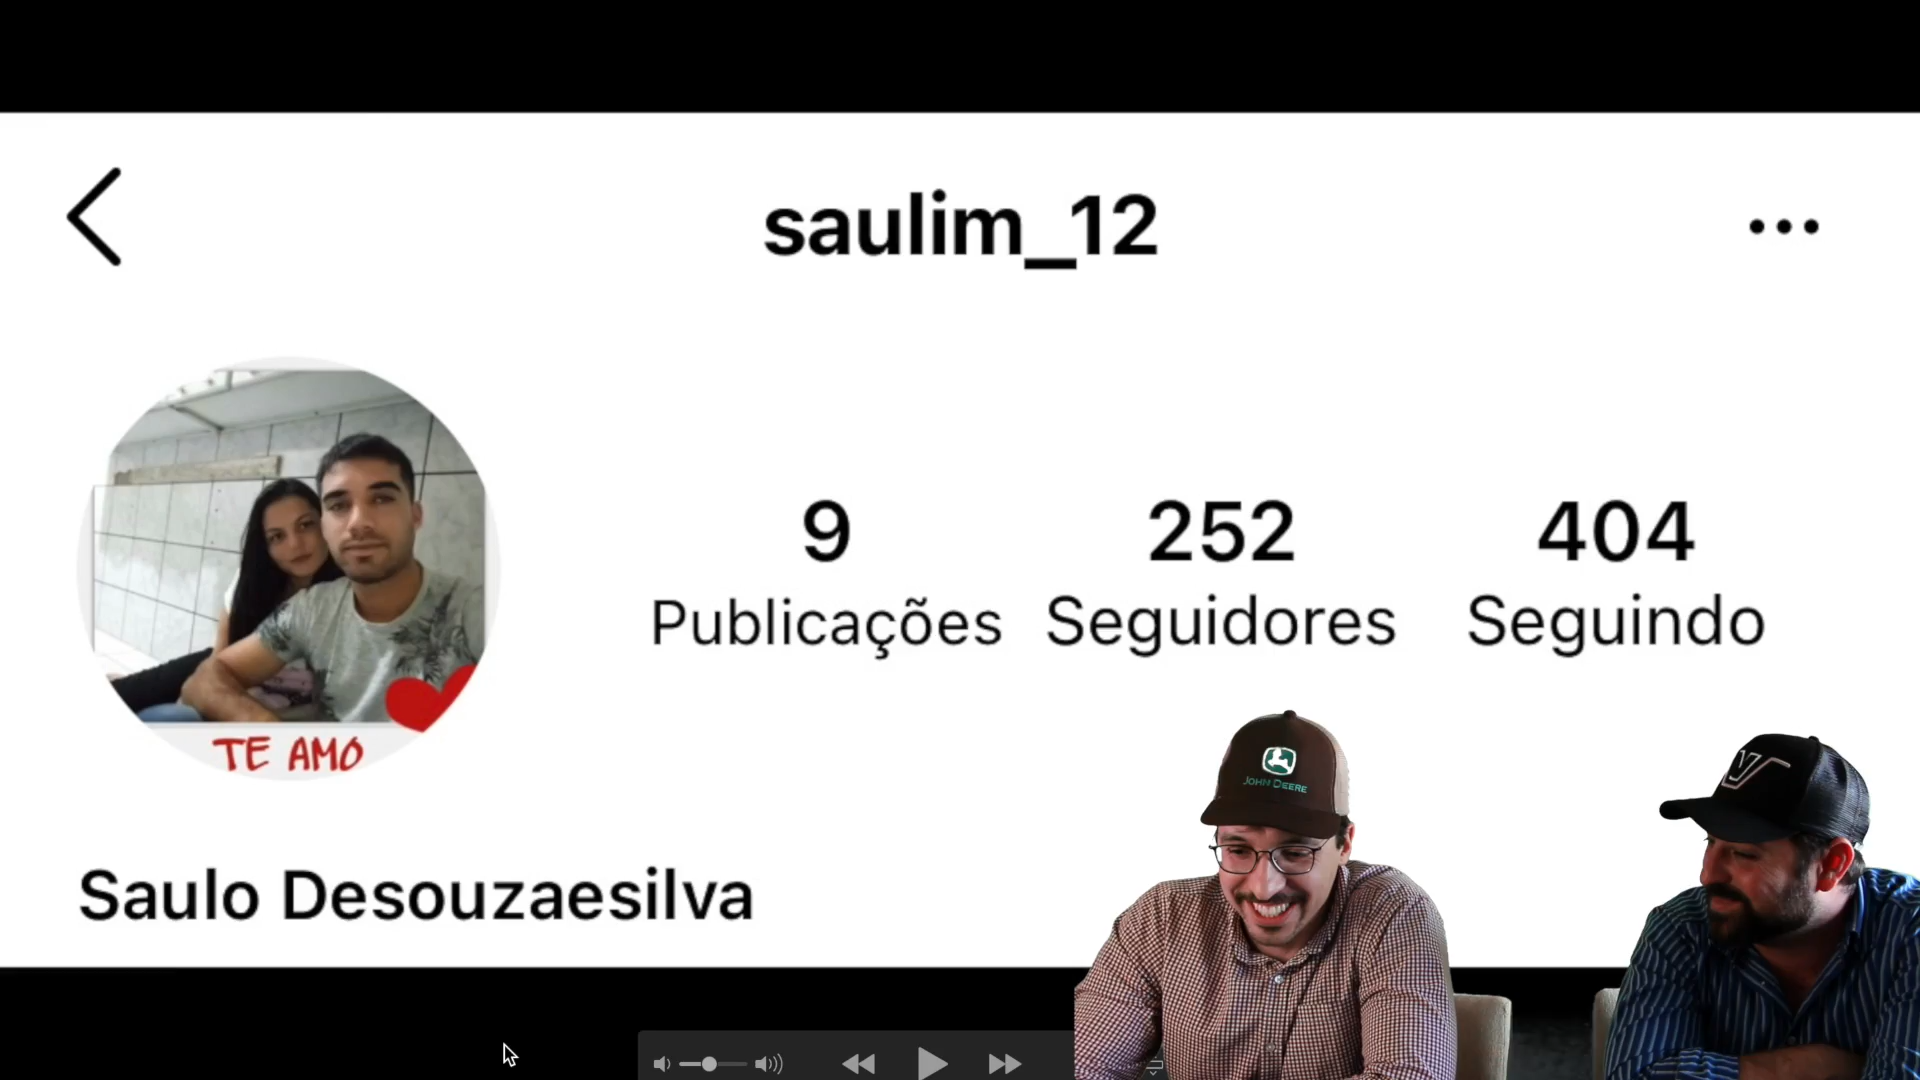 saulim_12
9
Publicações
252
Seguidores
404
Seguindo
TE AMO
Saulo Desouzaesilva
JOHN DEERE